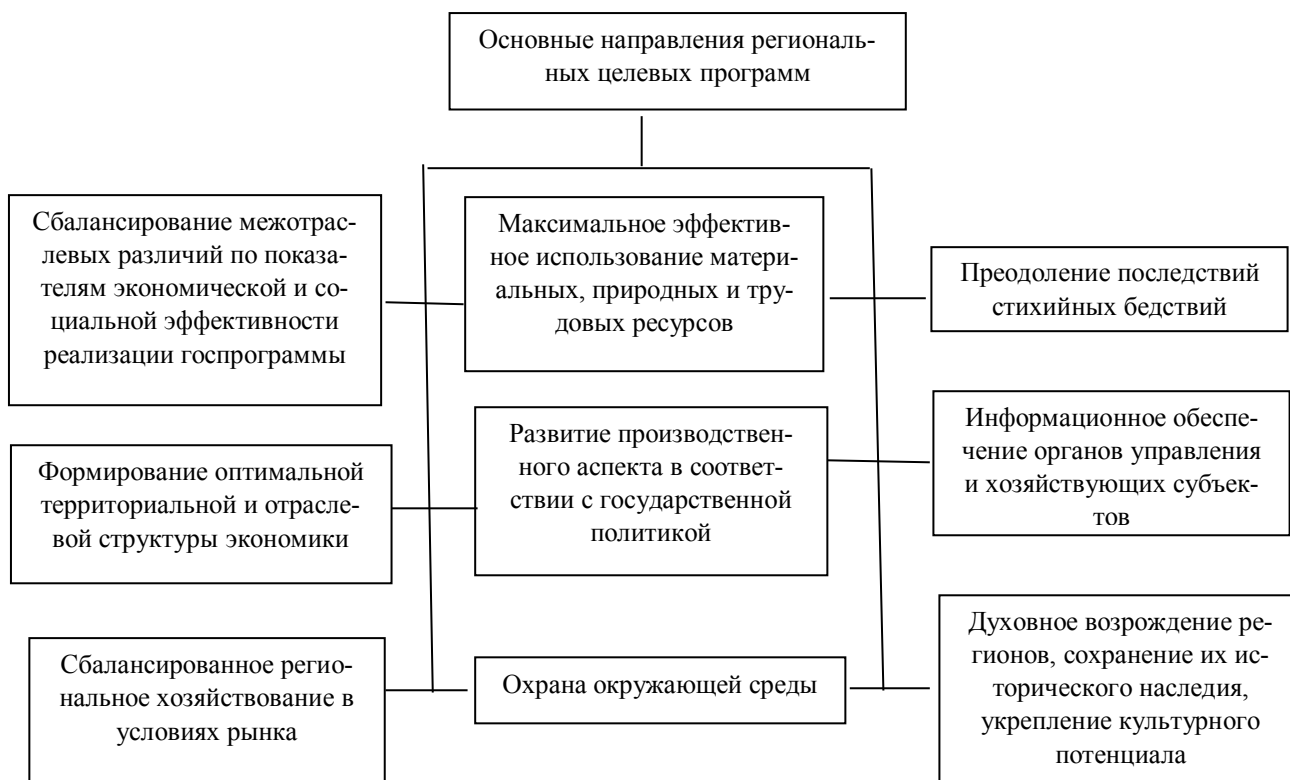 Основные направления региональ-
ных целевых программ
Сбалансирование межотрас-
левых различий по показа-
телям экономической и со-
циальной эффективности
реализации госпрограммы
Максимальное эффектив-
ное использование матери-
альных, природных и тру-
довых ресурсов
Преодоление последствий
стихийных бедствий
Формирование оптимальной
территориальной и отрасле-
вой структуры экономики
Развитие производствен-
ного аспекта в соответ-
ствии с государственной
политикой
Информационное обеспе-
чение органов управления
и хозяйствующих субъек-
тов
Сбалансированное регио-
нальное хозяйствование в
условиях рынка
Охрана окружающей среды
Духовное возрождение ре-
гионов, сохранение их ис-
торического наследия,
укрепление культурного
потенциала